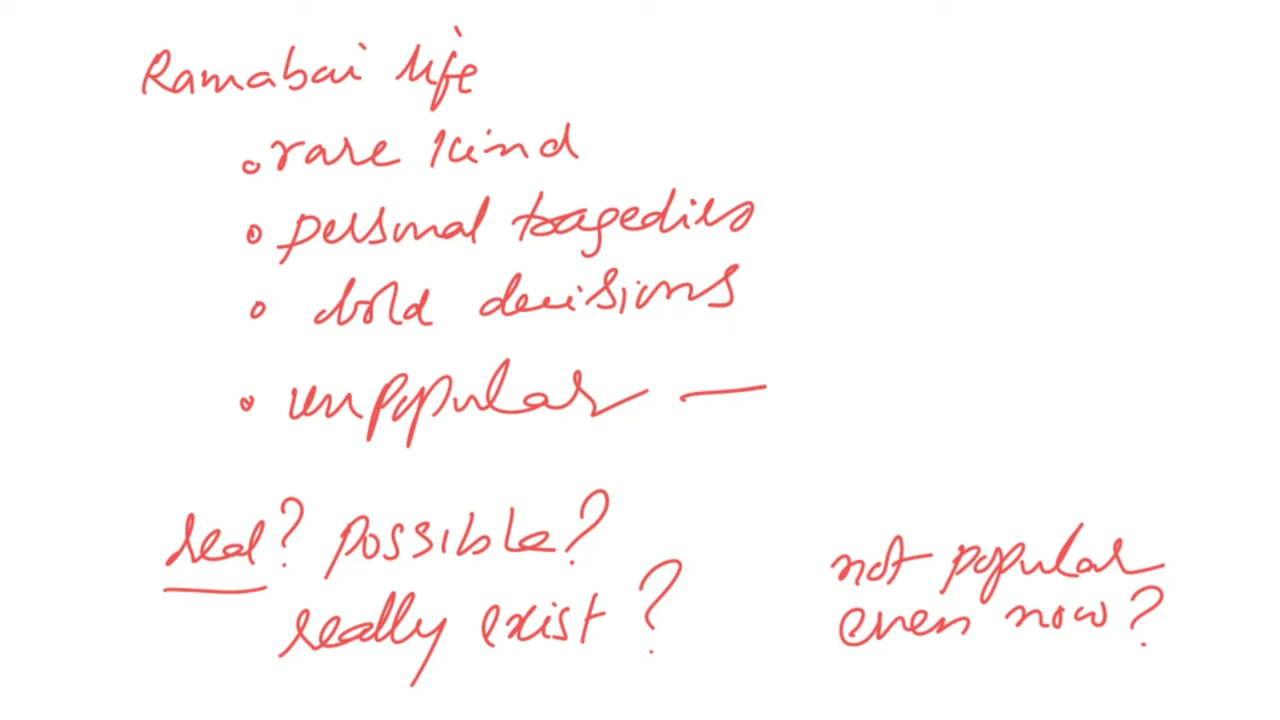 Ramabai life
• rare kind
• personal tragedies
• bold decisions
• unpopular —
real? possible?
really exist?
not popular
even now?